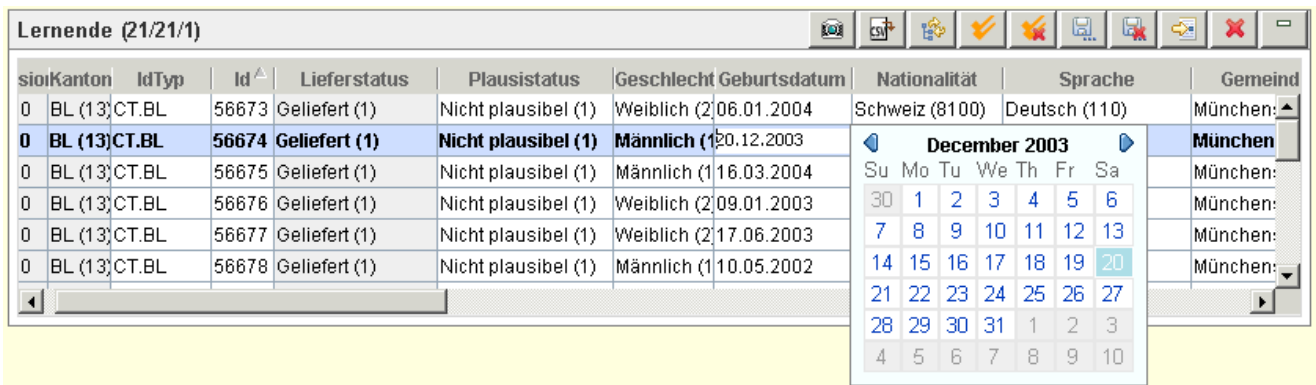 Lernende (21/21/1)
CSV
sion Kanton IdTyp Id Lieferstatus Plausistatus Geschlecht Geburtsdatum Nationalität Sprache Gemeind
0 BL (13) CT.BL 56673 Geliefert (1) Nicht plausibel (1) Weiblich (2) 06.01.2004 Schweiz (8100) Deutsch (110) Münchens
0 BL (13) CT.BL 56674 Geliefert (1) Nicht plausibel (1) Männlich (1 20.12.2003 München
0 BL (13) CT.BL 56675 Geliefert (1) Nicht plausibel (1) Männlich (1 16.03.2004 Münchens
0 BL (13) CT.BL 56676 Geliefert (1) Nicht plausibel (1) Weiblich (2) 09.01.2003 Münchens
0 BL (13) CT.BL 56677 Geliefert (1) Nicht plausibel (1) Weiblich (2) 17.06.2003 Münchens
0 BL (13) CT.BL 56678 Geliefert (1) Nicht plausibel (1) Männlich (1 10.05.2002 Münchens
December 2003
Su Mo Tu We Th Fr Sa
30 1 2 3 4 5 6
7 8 9 10 11 12 13
14 15 16 17 18 19 20
21 22 23 24 25 26 27
28 29 30 31 1 2 3
4 5 6 7 8 9 10